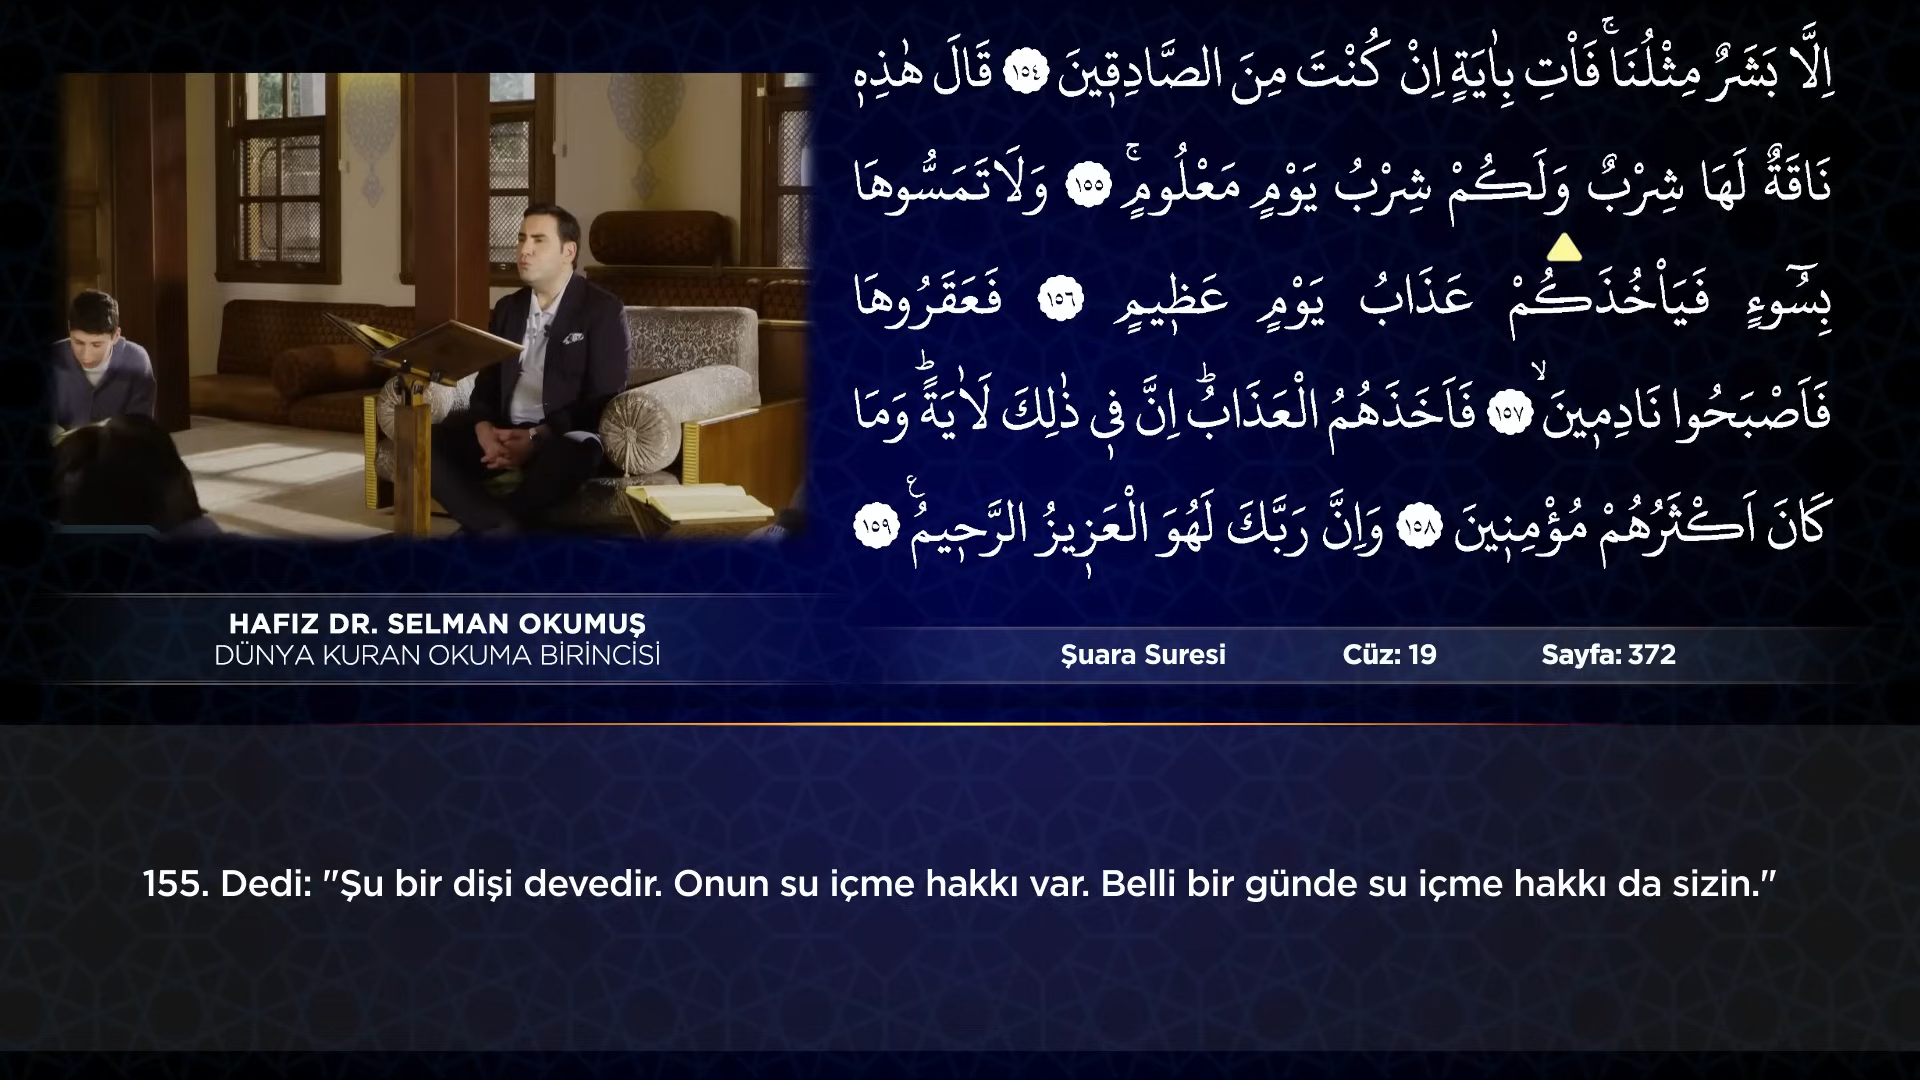 اِلَّا بَشَرٌ مِثْلُنَاۚ فَأْتِ بِاٰيَةٍ اِنْ كُنْتَ مِنَ الصَّادِق۪ينَ ﴿١٥٤﴾ قَالَ هٰذِه۪
نَاقَةٌ لَهَا شِرْبٌ وَلَكُمْ شِرْبُ يَوْمٍ مَعْلُومٍۚ ﴿١٥٥﴾ وَلَا تَمَسُّوهَا
بِسُٓوءٍ فَيَأْخُذَكُمْ عَذَابُ يَوْمٍ عَظ۪يمٍ ﴿١٥٦﴾ فَعَقَرُوهَا
فَاَصْبَحُوا نَادِم۪ينَۙ ﴿١٥٧﴾ فَاَخَذَهُمُ الْعَذَابُۜ اِنَّ ف۪ي ذٰلِكَ لَاٰيَةًۜ وَمَا
كَانَ اَكْثَرُهُمْ مُؤْمِن۪ينَ ﴿١٥٨﴾ وَاِنَّ رَبَّكَ لَهُوَ الْعَز۪يزُ الرَّح۪يمُ۟ ﴿١٥٩﴾
HAFIZ DR. SELMAN OKUMUŞ
DÜNYA KURAN OKUMA BİRİNCİSİ
Şuara Suresi Cüz: 19 Sayfa: 372
155. Dedi: "Şu bir dişi devedir. Onun su içme hakkı var. Belli bir günde su içme hakkı da sizin."